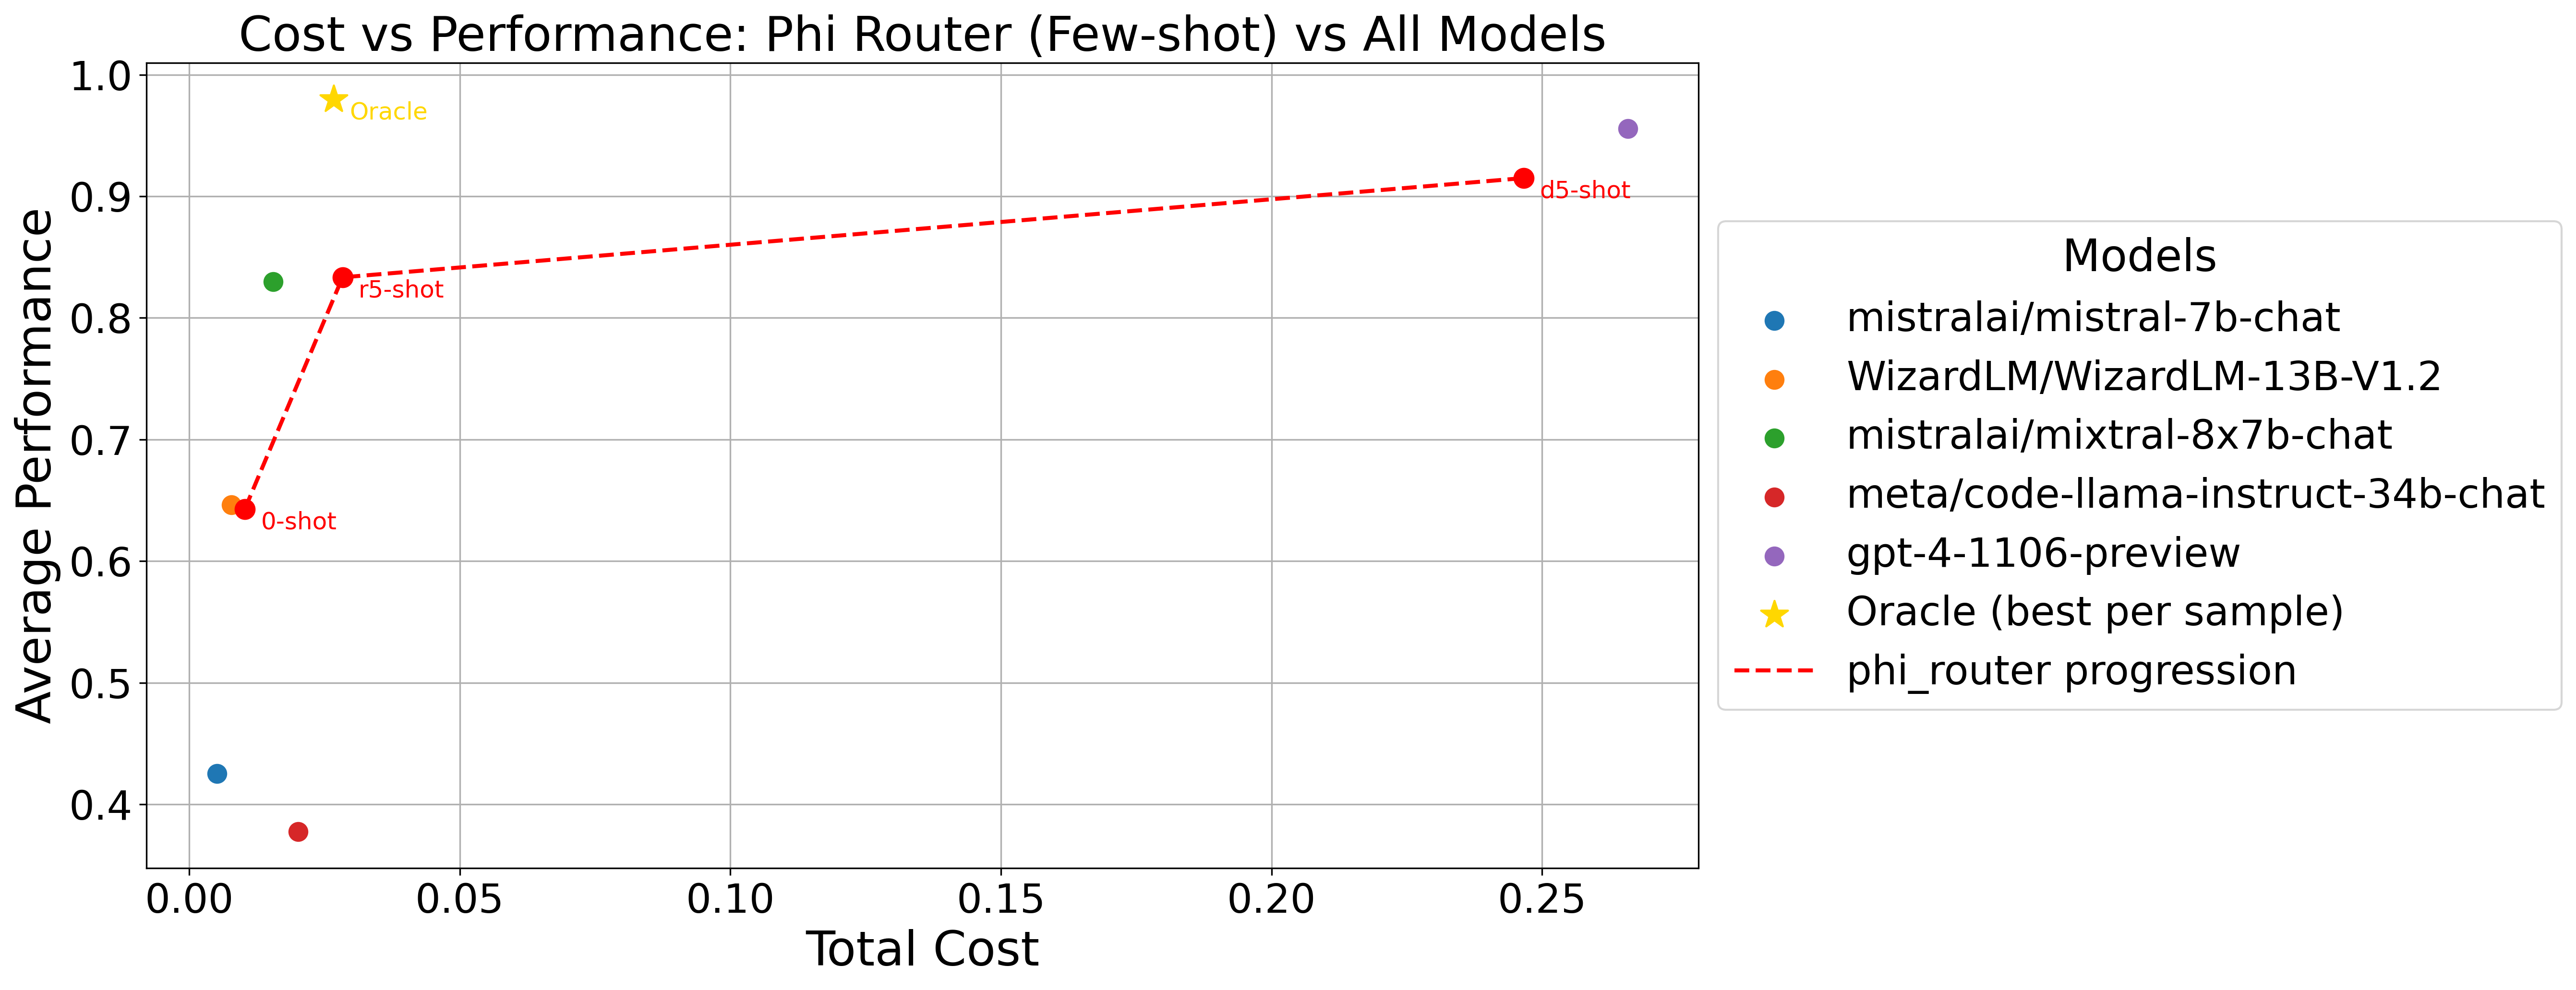 Cost vs Performance: Phi Router (Few-shot) vs All Models
Average Performance
1.0
0.9
0.8
0.7
0.6
0.5
0.4
Oracle
d5-shot
r5-shot
0-shot
0.00
0.05
0.10
0.15
0.20
0.25
Total Cost
Models
mistralai/mistral-7b-chat
WizardLM/WizardLM-13B-V1.2
mistralai/mixtral-8x7b-chat
meta/code-llama-instruct-34b-chat
gpt-4-1106-preview
Oracle (best per sample)
phi_router progression